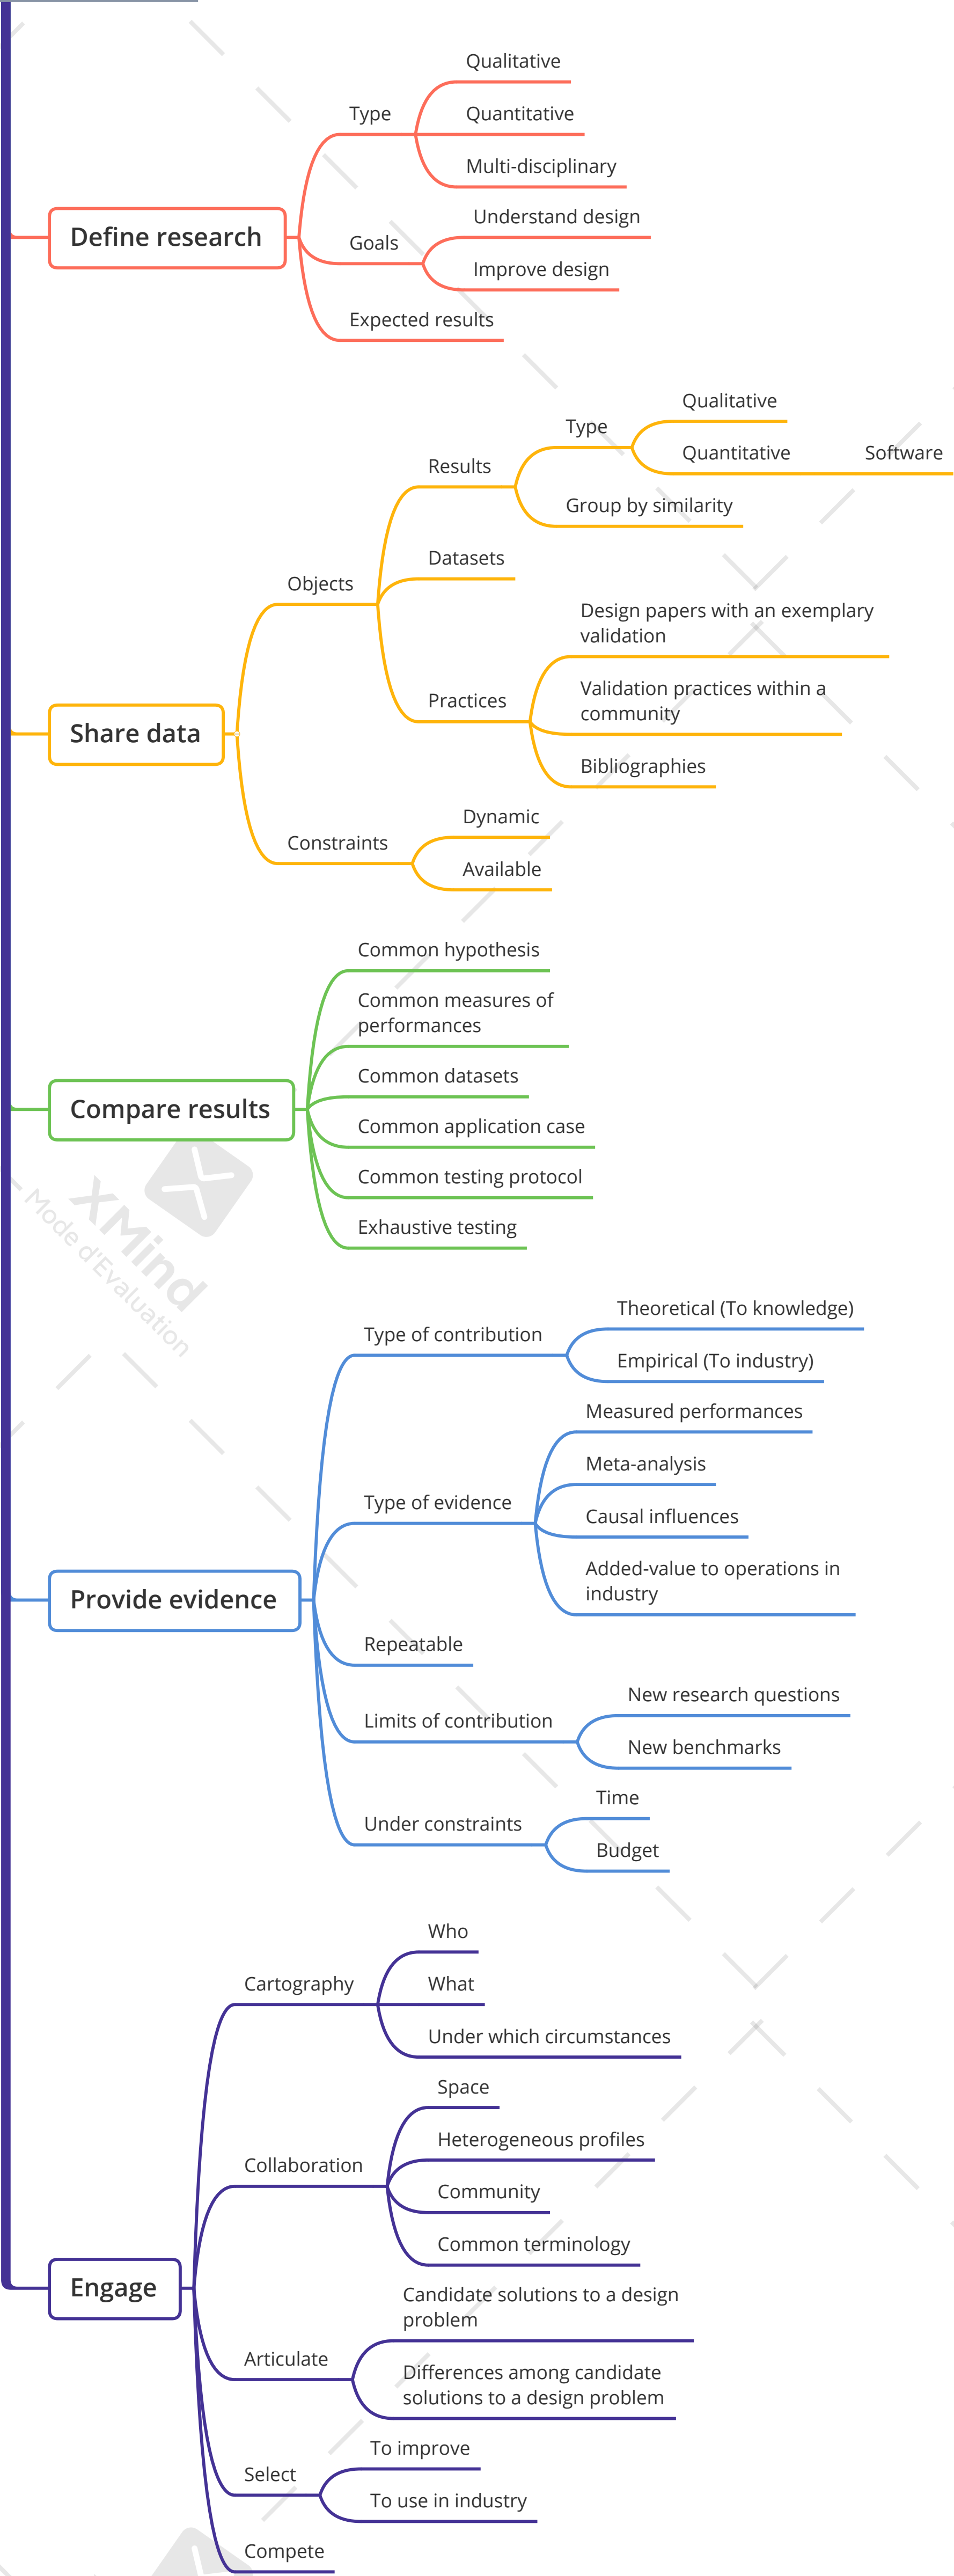 Define research
Type
Qualitative
Quantitative
Multi-disciplinary
Goals
Understand design
Improve design
Expected results
Share data
Objects
Results
Type
Qualitative
Quantitative
Software
Group by similarity
Datasets
Practices
Design papers with an exemplary
validation
Validation practices within a
community
Bibliographies
Constraints
Dynamic
Available
Compare results
Common hypothesis
Common measures of
performances
Common datasets
Common application case
Common testing protocol
Exhaustive testing
XMind
Mode d'Evaluation
Provide evidence
Type of contribution
Theoretical (To knowledge)
Empirical (To industry)
Type of evidence
Measured performances
Meta-analysis
Causal influences
Added-value to operations in
industry
Repeatable
Limits of contribution
New research questions
New benchmarks
Under constraints
Time
Budget
Engage
Cartography
Who
What
Under which circumstances
Collaboration
Space
Heterogeneous profiles
Community
Common terminology
Articulate
Candidate solutions to a design
problem
Differences among candidate
solutions to a design problem
Select
To improve
To use in industry
Compete